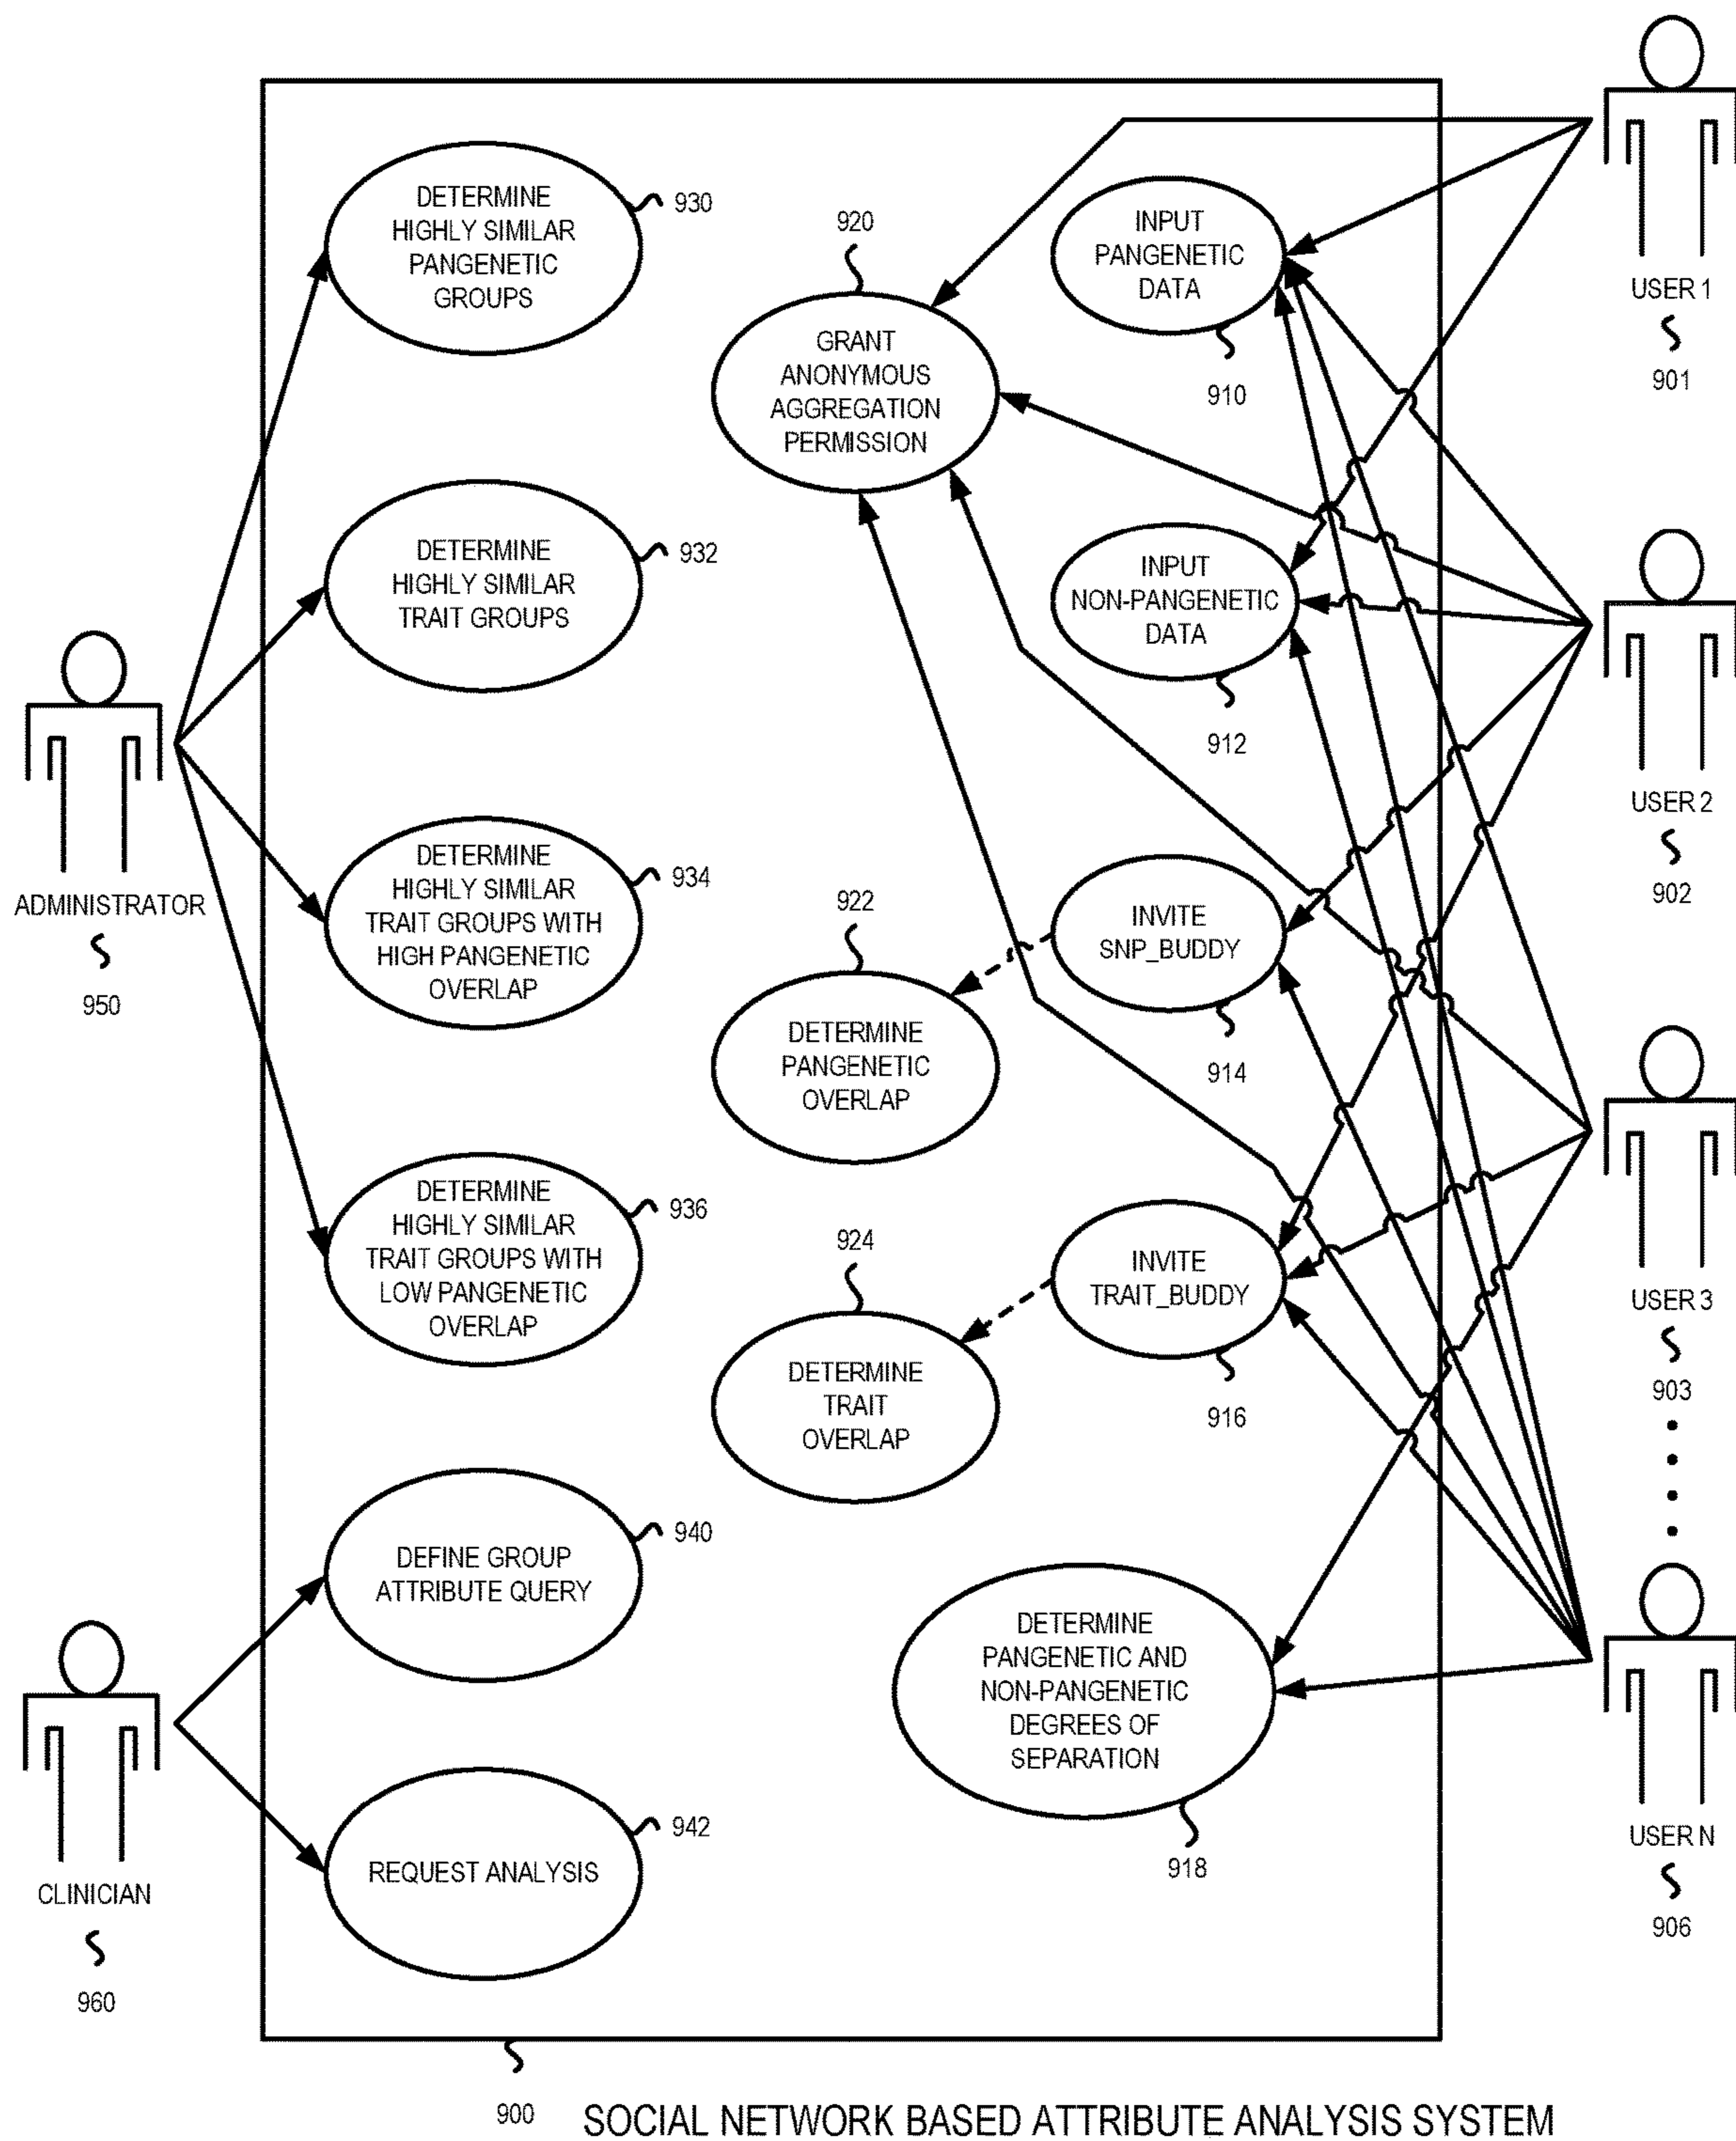 DETERMINE
HIGHLY SIMILAR
PANGENETIC
GROUPS
930
DETERMINE
HIGHLY SIMILAR
TRAIT GROUPS
932
DETERMINE
HIGHLY SIMILAR
TRAIT GROUPS WITH
HIGH PANGENETIC
OVERLAP
934
DETERMINE
HIGHLY SIMILAR
TRAIT GROUPS WITH
LOW PANGENETIC
OVERLAP
936
DEFINE GROUP
ATTRIBUTE QUERY
940
REQUEST ANALYSIS
942
ADMINISTRATOR
950
CLINICIAN
960
920
GRANT
ANONYMOUS
AGGREGATION
PERMISSION
922
DETERMINE
PANGENETIC
OVERLAP
924
DETERMINE
TRAIT
OVERLAP
INPUT
PANGENETIC
DATA
910
INPUT
NON-PANGENETIC
DATA
912
INVITE
SNP_BUDDY
914
INVITE
TRAIT_BUDDY
916
DETERMINE
PANGENETIC AND
NON-PANGENETIC
DEGREES OF
SEPARATION
918
USER 1
901
USER 2
902
USER 3
903
USER N
906
900
SOCIAL NETWORK BASED ATTRIBUTE ANALYSIS SYSTEM